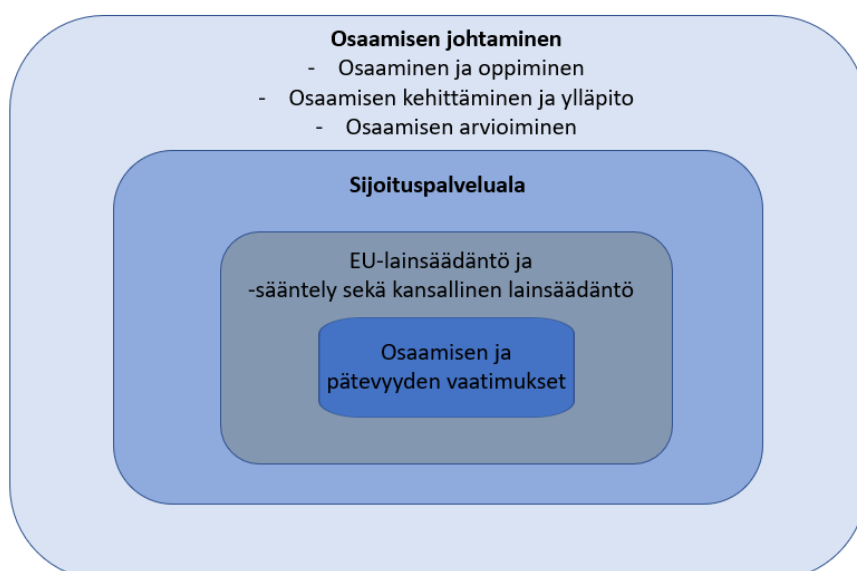 Osaamisen johtaminen
- Osaaminen ja oppiminen
- Osaamisen kehittäminen ja ylläpito
- Osaamisen arvioiminen
Sijoituspalveluala
EU-lainsäädäntö ja
-sääntely sekä kansallinen lainsäädäntö
Osaamisen ja
pätevyyden vaatimukset